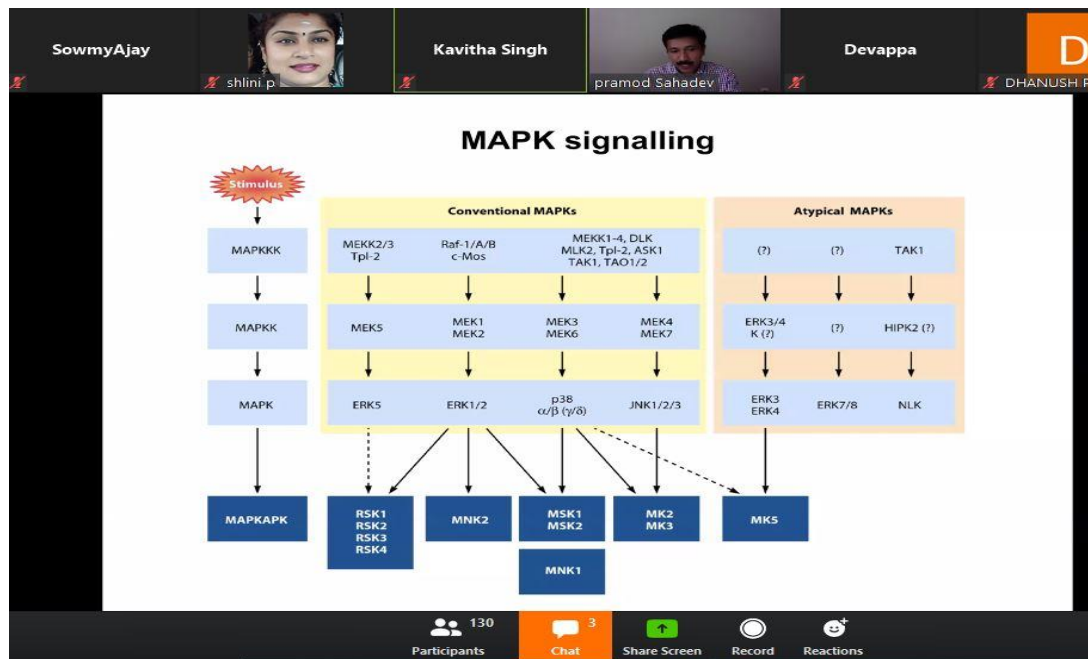 SowmyAjay
shlini p
Kavitha Singh
pramod Sahadev
Devappa
D
DHANUSH
MAPK signalling
Stimulus
Conventional MAPKs
Atypical MAPKs
MAPKKK
MEKK2/3
Tpl-2
Raf-1/A/B
c-Mos
MEKK1-4, DLK
MLK2, Tpl-2, ASK1
TAK1, TAO1/2
(?)
(?)
TAK1
MAPKK
MEK5
MEK1
MEK2
MEK3
MEK6
MEK4
MEK7
ERK3/4
K (?)
(?)
HIPK2 (?)
MAPK
ERK5
ERK1/2
p38
α/β (γ/δ)
JNK1/2/3
ERK3
ERK4
ERK7/8
NLK
MAPKAPK
RSK1
RSK2
RSK3
RSK4
MNK2
MSK1
MSK2
MK2
MK3
MK5
MNK1
130
3
Participants
Chat
Share Screen
Record
Reactions